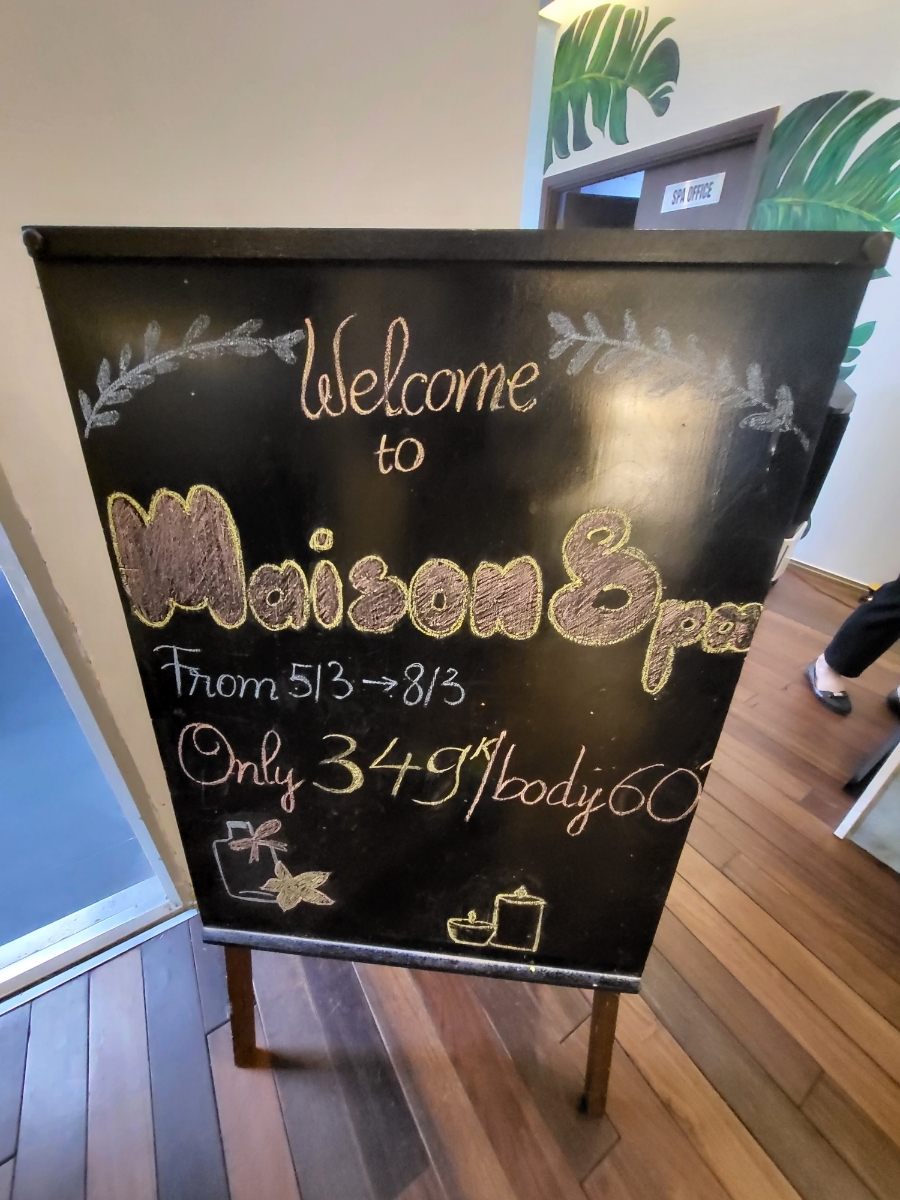 SPA OFFICE
Welcome
to
Maison Spa
From 5/3 → 8/3
Only 349K/body 60'